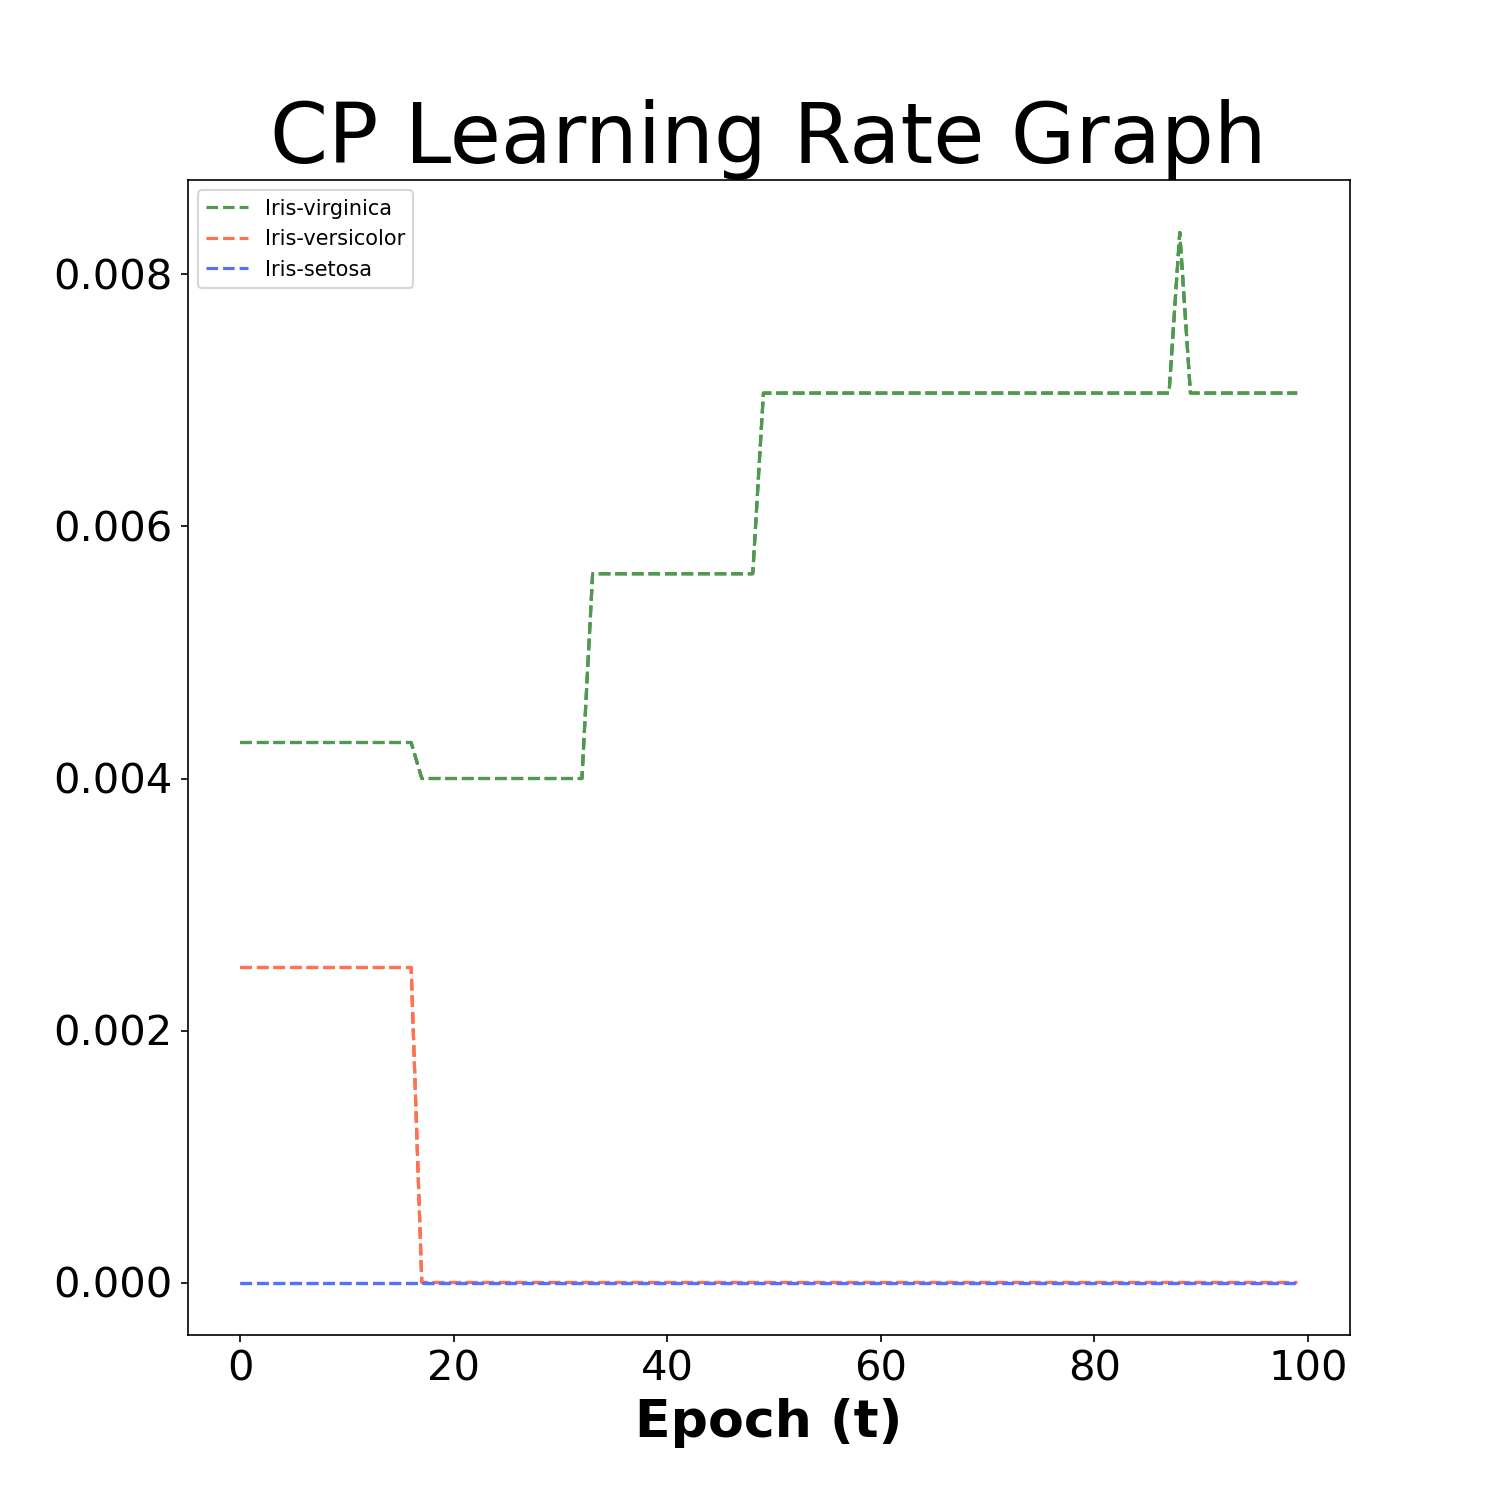 CP Learning Rate Graph
Iris-virginica
Iris-versicolor
Iris-setosa
0.008
0.006
0.004
0.002
0.000
0 20 40 60 80 100
Epoch (t)